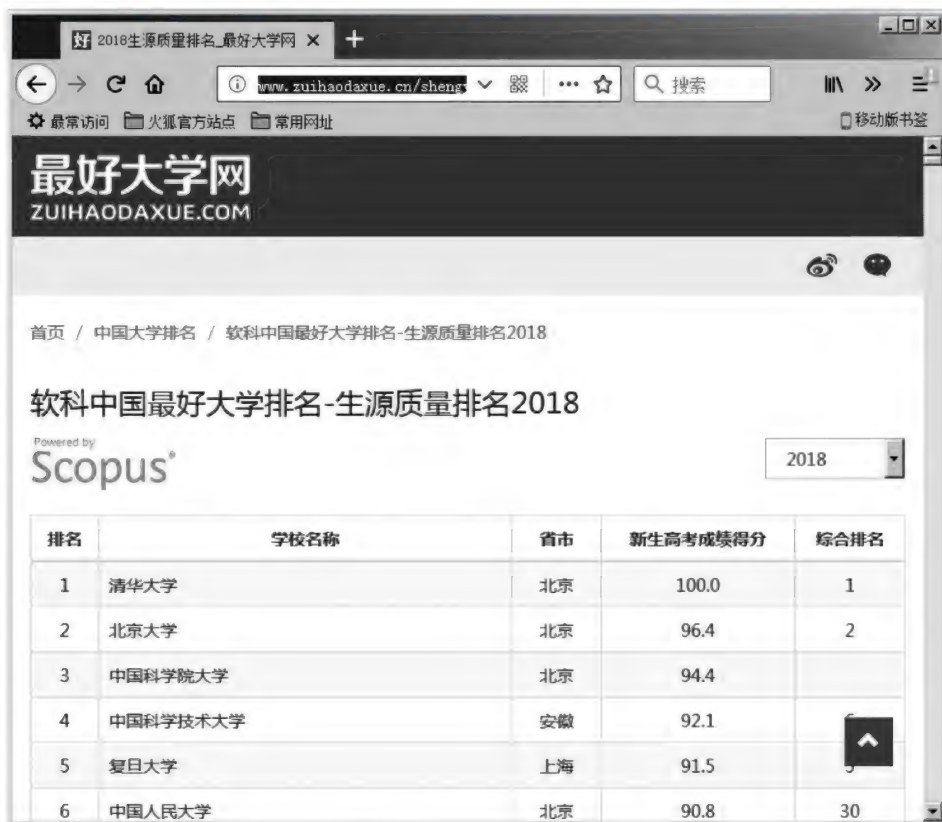 好 2018生源质量排名_最好大学网 × +
www.zuihaodaxue.cn/sheng
搜索
最常访问 火狐官方站点 常用网址 移动版书签
最好大学网
ZUIHAODAXUE.COM
首页 / 中国大学排名 / 软科中国最好大学排名-生源质量排名2018
软科中国最好大学排名-生源质量排名2018
Powered by
Scopus®
2018
排名 学校名称 省市 新生高考成绩得分 综合排名
1 清华大学 北京 100.0 1
2 北京大学 北京 96.4 2
3 中国科学院大学 北京 94.4
4 中国科学技术大学 安徽 92.1
5 复旦大学 上海 91.5
6 中国人民大学 北京 90.8 30